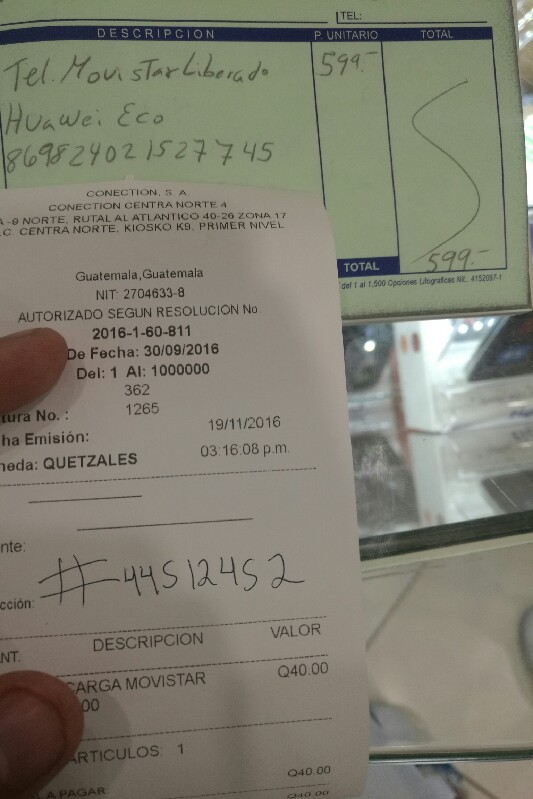 TEL:
DESCRIPCION P. UNITARIO TOTAL
Tel. Movistar Liberado 599.-
Huawei Eco
869824021527745
TOTAL 599.-
del 1 al 1,500 Opciones Litograficas Nit. 4152097-1
CONECTION, S. A.
CONECTION CENTRA NORTE 4
A -9 NORTE, RUTAL AL ATLANTICO 40-26 ZONA 17
.C. CENTRA NORTE, KIOSKO K9, PRIMER NIVEL
Guatemala,Guatemala
NIT: 2704633-8
AUTORIZADO SEGUN RESOLUCION No.
2016-1-60-811
De Fecha: 30/09/2016
Del: 1 Al: 1000000
362
tura No. : 1265
ha Emisión: 19/11/2016
03:16:08 p.m.
neda: QUETZALES
nte:
cción: #44512452
NT. DESCRIPCION VALOR
CARGA MOVISTAR Q40.00
00
ARTICULOS: 1
Q40.00
L A PAGAR Q40.00